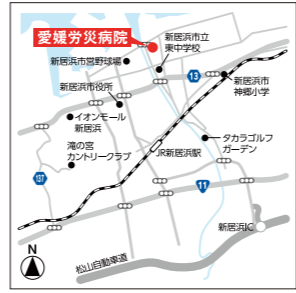 愛媛労災病院
新居浜市立
東中学校
新居浜市営野球場
13
新居浜市
神郷小学
新居浜市役所
イオンモール
新居浜
タカラゴルフ
ガーデン
滝の宮
カントリークラブ
JR新居浜駅
137
11
新居浜IC
N
松山自動車道